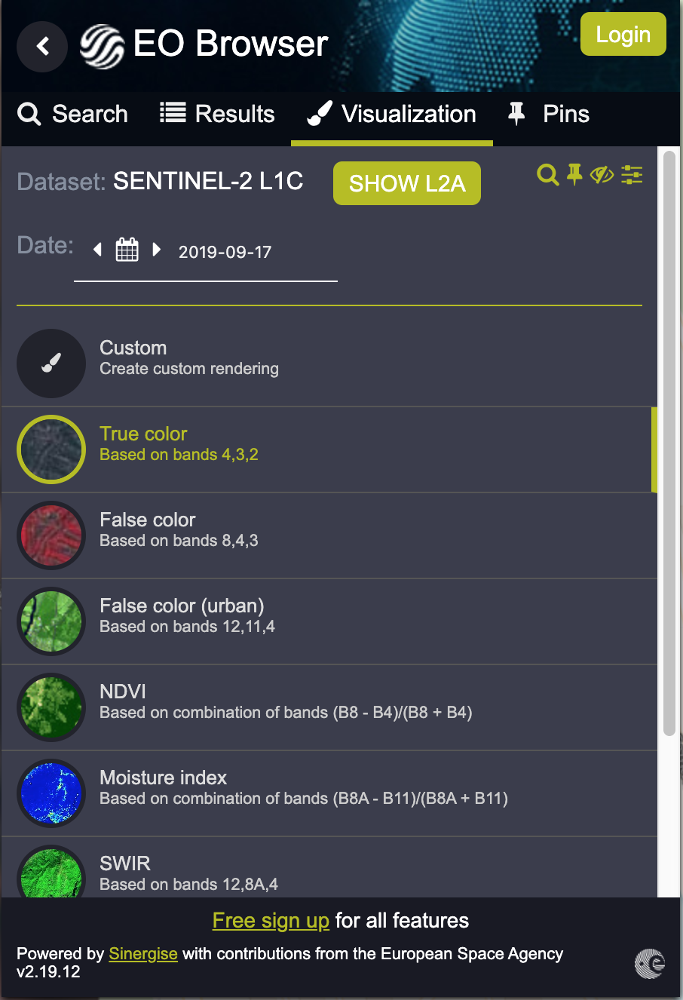 EO Browser
Login
Search Results Visualization Pins
Dataset: SENTINEL-2 L1C SHOW L2A
Date: 2019-09-17
Custom
Create custom rendering
True color
Based on bands 4,3,2
False color
Based on bands 8,4,3
False color (urban)
Based on bands 12,11,4
NDVI
Based on combination of bands (B8 - B4)/(B8 + B4)
Moisture index
Based on combination of bands (B8A - B11)/(B8A + B11)
SWIR
Based on bands 12,8A,4
Free sign up for all features
Powered by Sinergise with contributions from the European Space Agency
v2.19.12